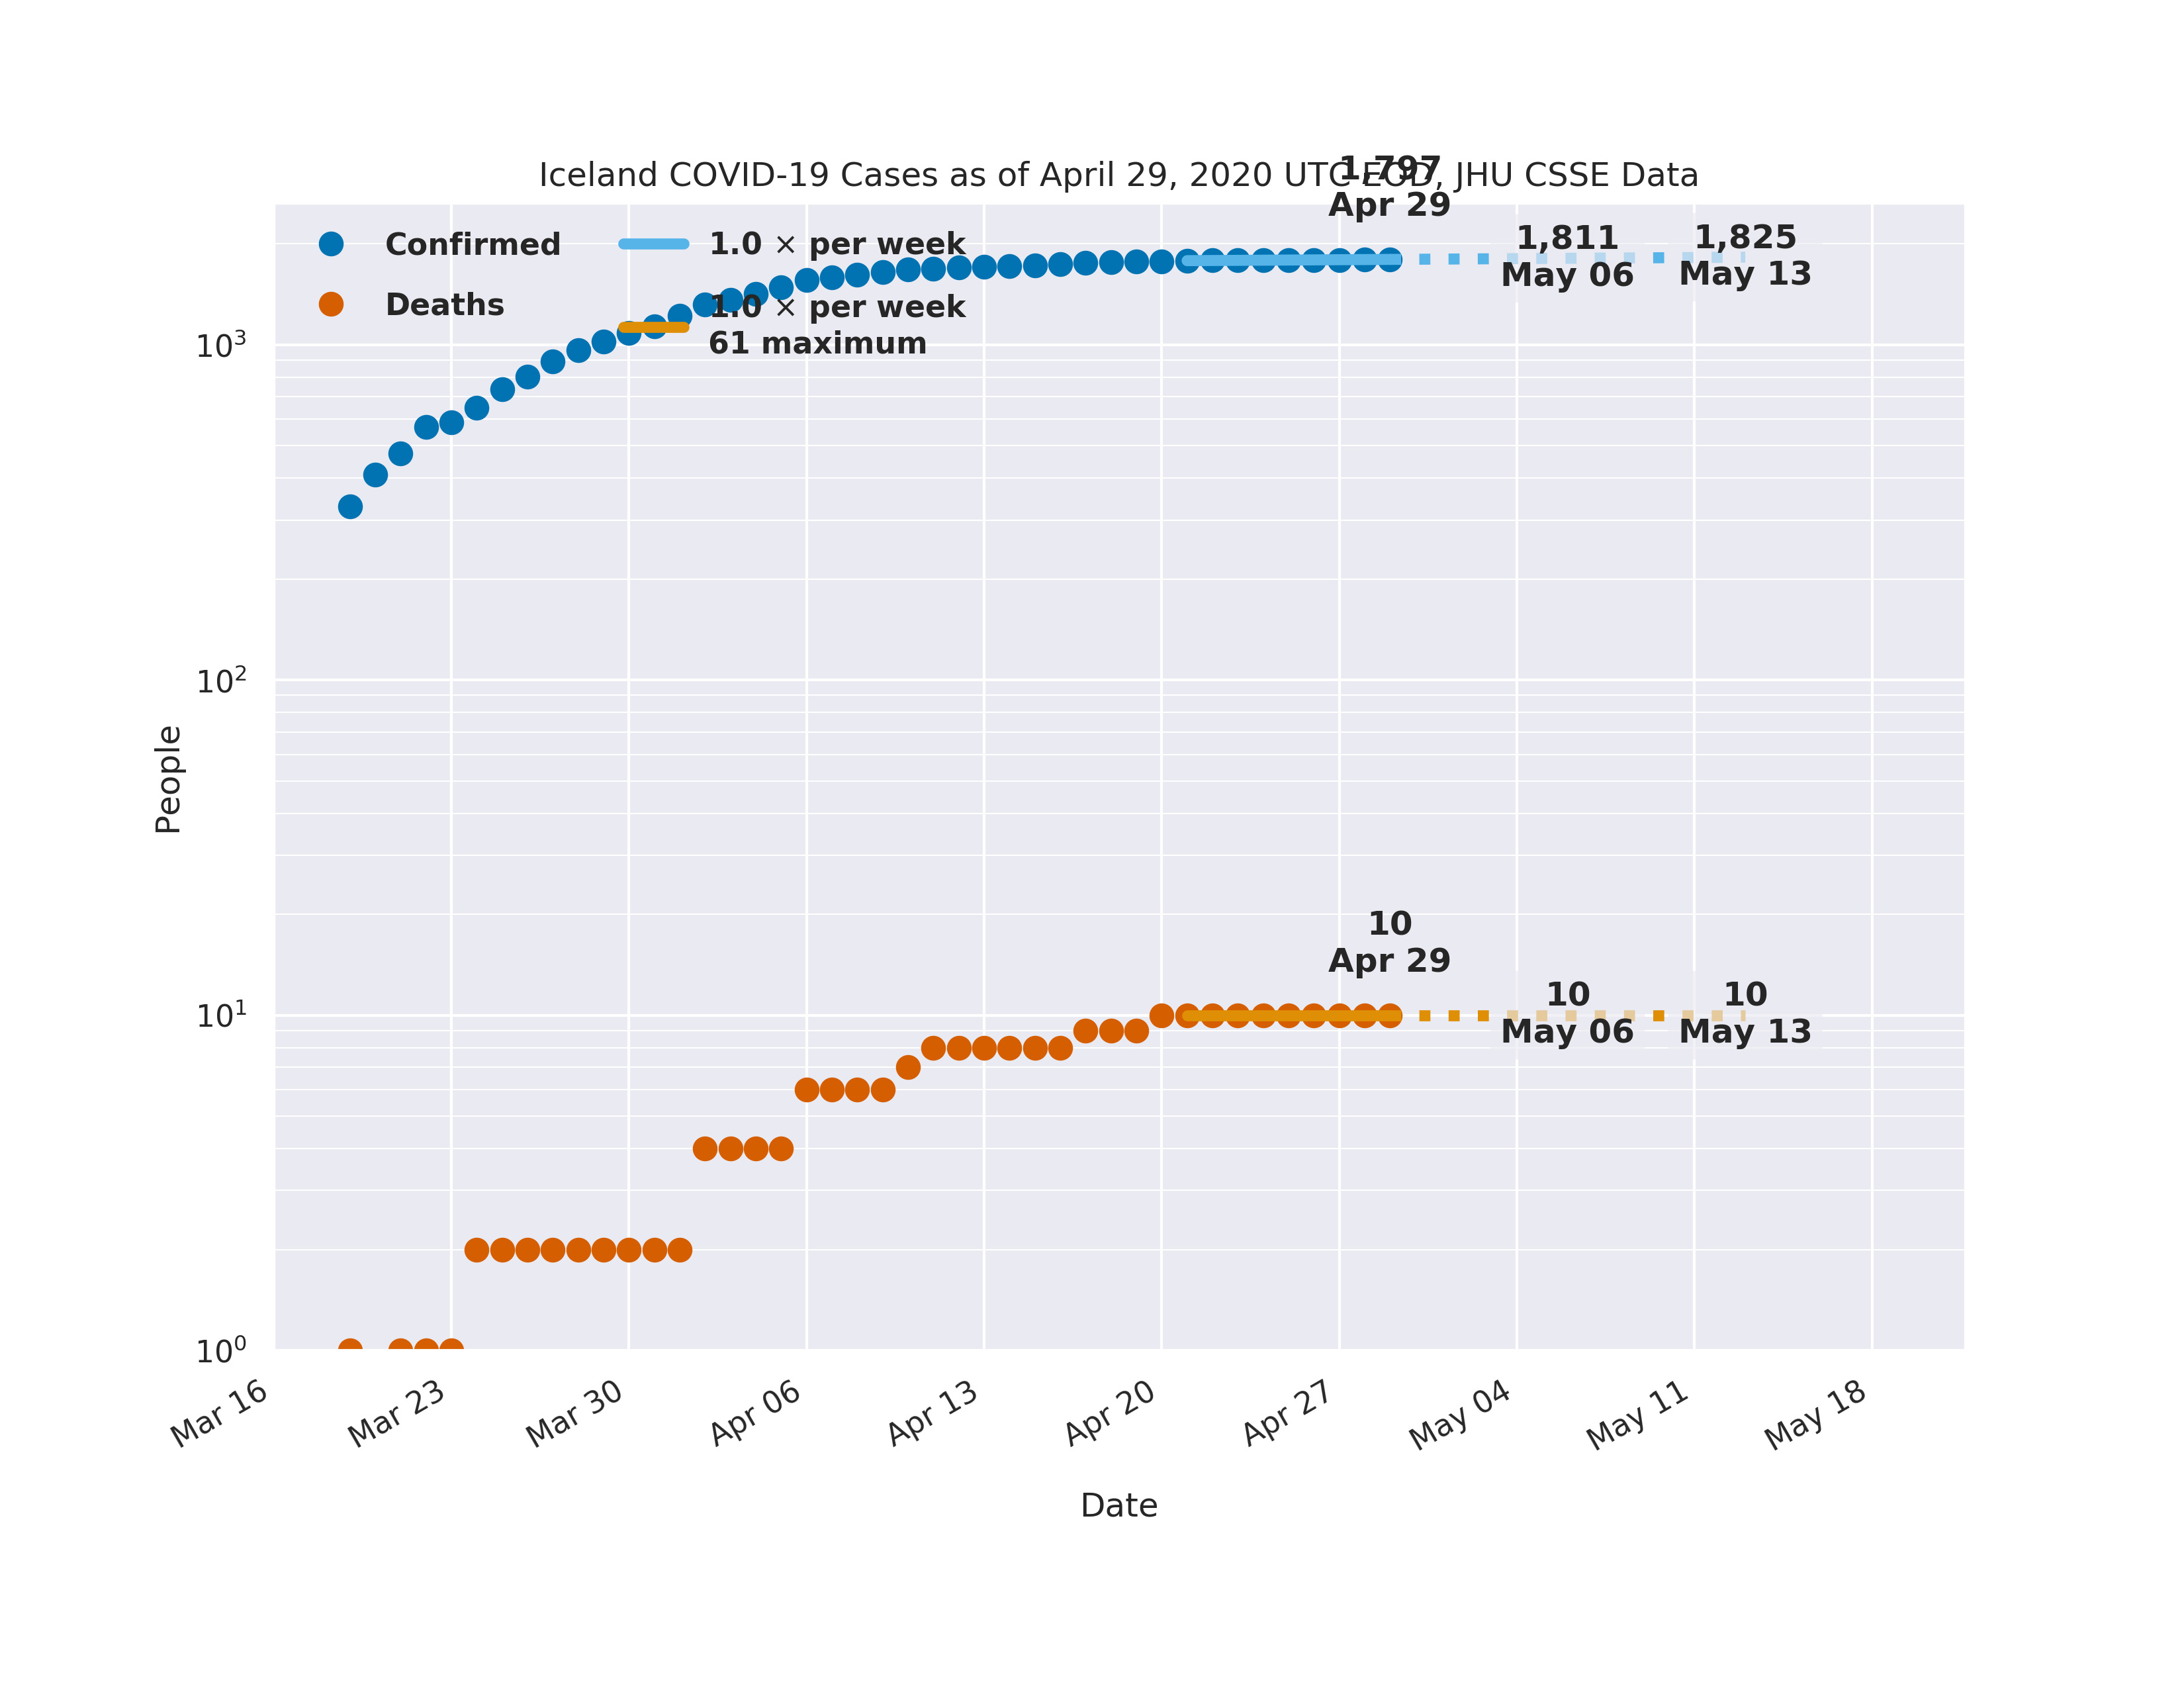 Iceland COVID-19 Cases as of April 29, 2020 UTC EOD, JHU CSSE Data
1,797
Apr 29
Confirmed
Deaths
1.0 × per week
1.0 × per week
61 maximum
1,811
May 06
1,825
May 13
10
Apr 29
10
May 06
10
May 13
People
10³
10²
10¹
10⁰
Mar 16
Mar 23
Mar 30
Apr 06
Apr 13
Apr 20
Apr 27
May 04
May 11
May 18
Date